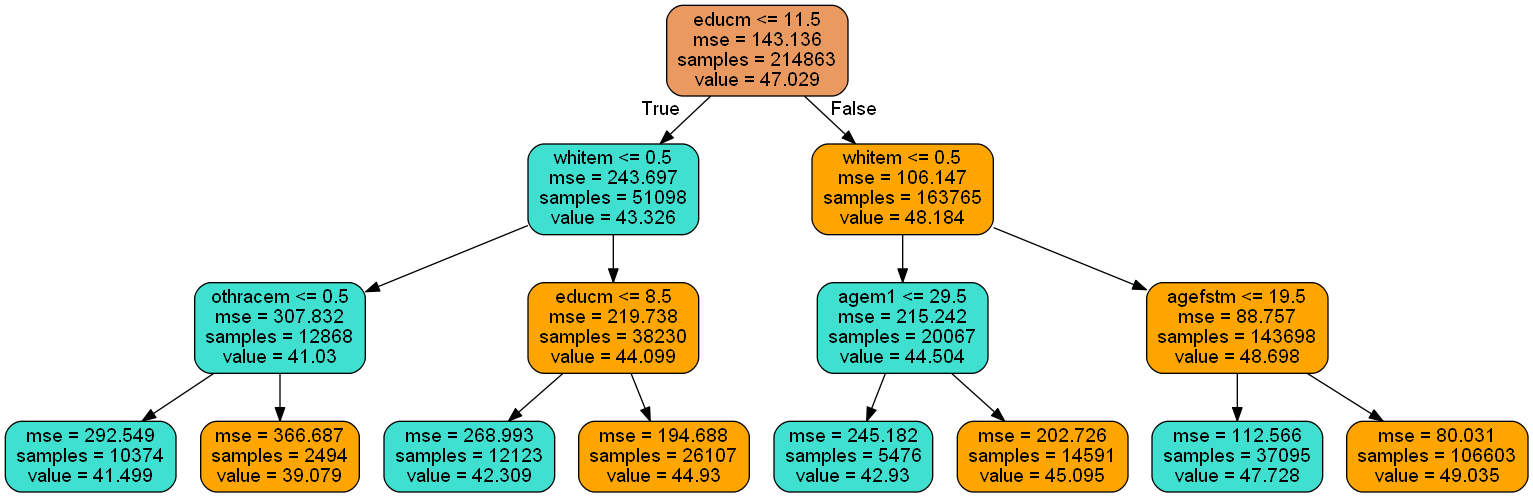 educm <= 11.5
mse = 143.136
samples = 214863
value = 47.029
True
False
whitem <= 0.5
mse = 243.697
samples = 51098
value = 43.326
whitem <= 0.5
mse = 106.147
samples = 163765
value = 48.184
othracem <= 0.5
mse = 307.832
samples = 12868
value = 41.03
educm <= 8.5
mse = 219.738
samples = 38230
value = 44.099
agem1 <= 29.5
mse = 215.242
samples = 20067
value = 44.504
agefstm <= 19.5
mse = 88.757
samples = 143698
value = 48.698
mse = 292.549
samples = 10374
value = 41.499
mse = 366.687
samples = 2494
value = 39.079
mse = 268.993
samples = 12123
value = 42.309
mse = 194.688
samples = 26107
value = 44.93
mse = 245.182
samples = 5476
value = 42.93
mse = 202.726
samples = 14591
value = 45.095
mse = 112.566
samples = 37095
value = 47.728
mse = 80.031
samples = 106603
value = 49.035